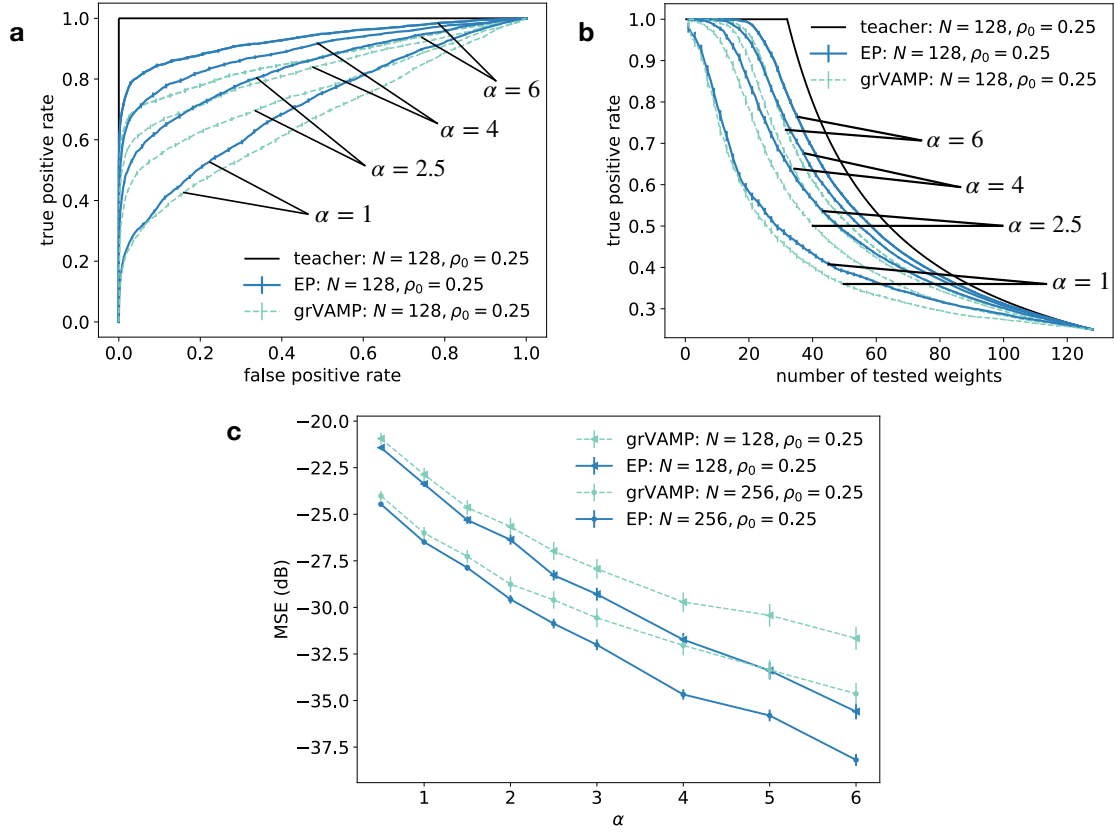 a
1.0
0.8
0.6
0.4
0.2
0.0
true positive rate
0.0
0.2
0.4
0.6
0.8
1.0
false positive rate
α = 6
α = 4
α = 2.5
α = 1
teacher: N = 128, ρ₀ = 0.25
EP: N = 128, ρ₀ = 0.25
grVAMP: N = 128, ρ₀ = 0.25
b
1.0
0.9
0.8
0.7
0.6
0.5
0.4
0.3
true positive rate
0
20
40
60
80
100
120
number of tested weights
teacher: N = 128, ρ₀ = 0.25
EP: N = 128, ρ₀ = 0.25
grVAMP: N = 128, ρ₀ = 0.25
α = 6
α = 4
α = 2.5
α = 1
c
−20.0
−22.5
−25.0
−27.5
−30.0
−32.5
−35.0
−37.5
MSE (dB)
1
2
3
4
5
6
α
grVAMP: N = 128, ρ₀ = 0.25
EP: N = 128, ρ₀ = 0.25
grVAMP: N = 256, ρ₀ = 0.25
EP: N = 256, ρ₀ = 0.25